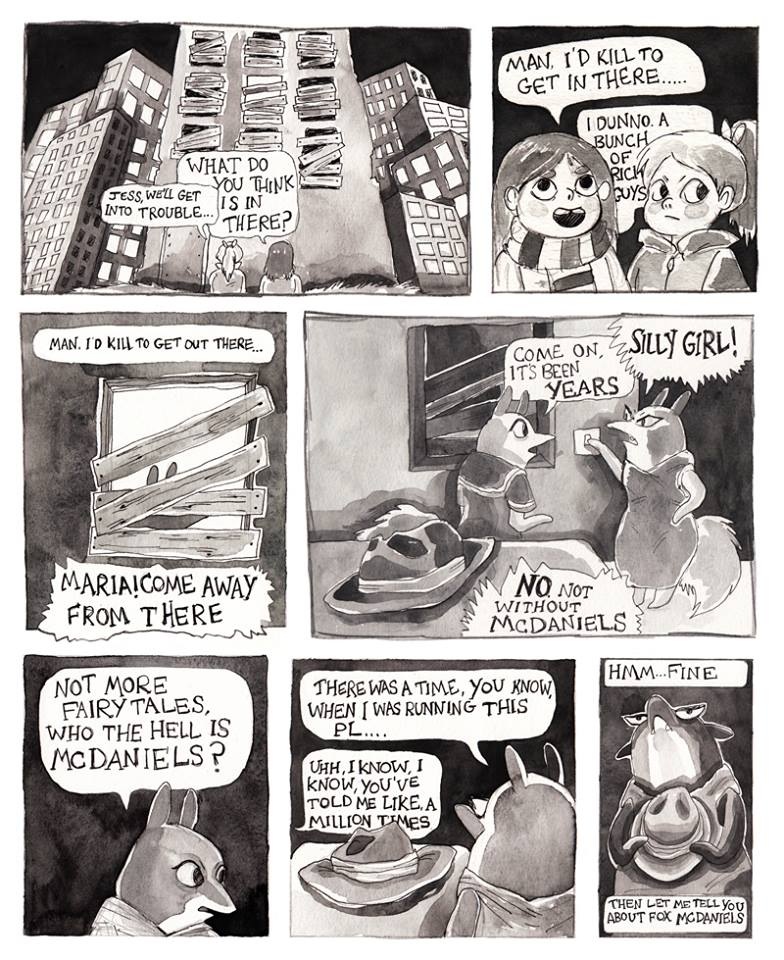 WHAT DO
YOU THINK
IS IN
THERE?
JESS, WE'LL GET
INTO TROUBLE...
MAN, I'D KILL TO
GET IN THERE.....
I DUNNO. A
BUNCH
OF
RICH
GUYS
MAN. I'D KILL TO GET OUT THERE...
MARIA! COME AWAY
FROM THERE
COME ON,
IT'S BEEN
YEARS
SILLY GIRL!
NO, NOT
WITHOUT
MCDANIELS
NOT MORE
FAIRY TALES,
WHO THE HELL IS
MCDANIELS?
THERE WAS A TIME, YOU KNOW,
WHEN I WAS RUNNING THIS
PL....
UHH, I KNOW, I
KNOW, YOU'VE
TOLD ME LIKE, A
MILLION TIMES
HMM...FINE
THEN LET ME TELL YOU
ABOUT FOX MCDANIELS